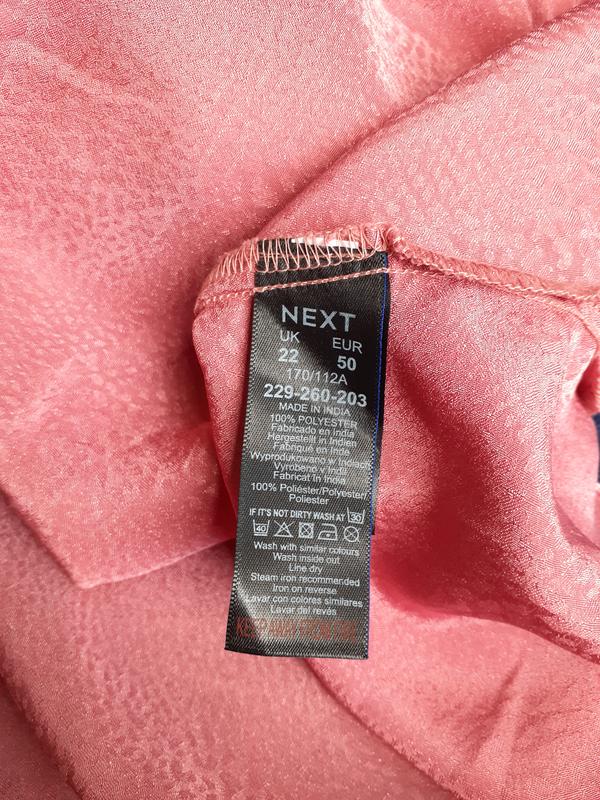 NEXT
UK EUR
22 50
170/112A
229-260-203
MADE IN INDIA
100% POLYESTER
Fabricado en India
Hergestellt in Indien
Fabriqué en Inde
Wyprodukowano w Indiach
Vyrobeno v Indii
Fabricat în India
100% Poliéster/Polyester/
Poliester
IF IT'S NOT DIRTY WASH AT 30
40
Wash with similar colours
Wash inside out
Line dry
Steam iron recommended
Iron on reverse
Lavar con colores similares
Lavar del revés
KEEP AWAY FROM FIRE